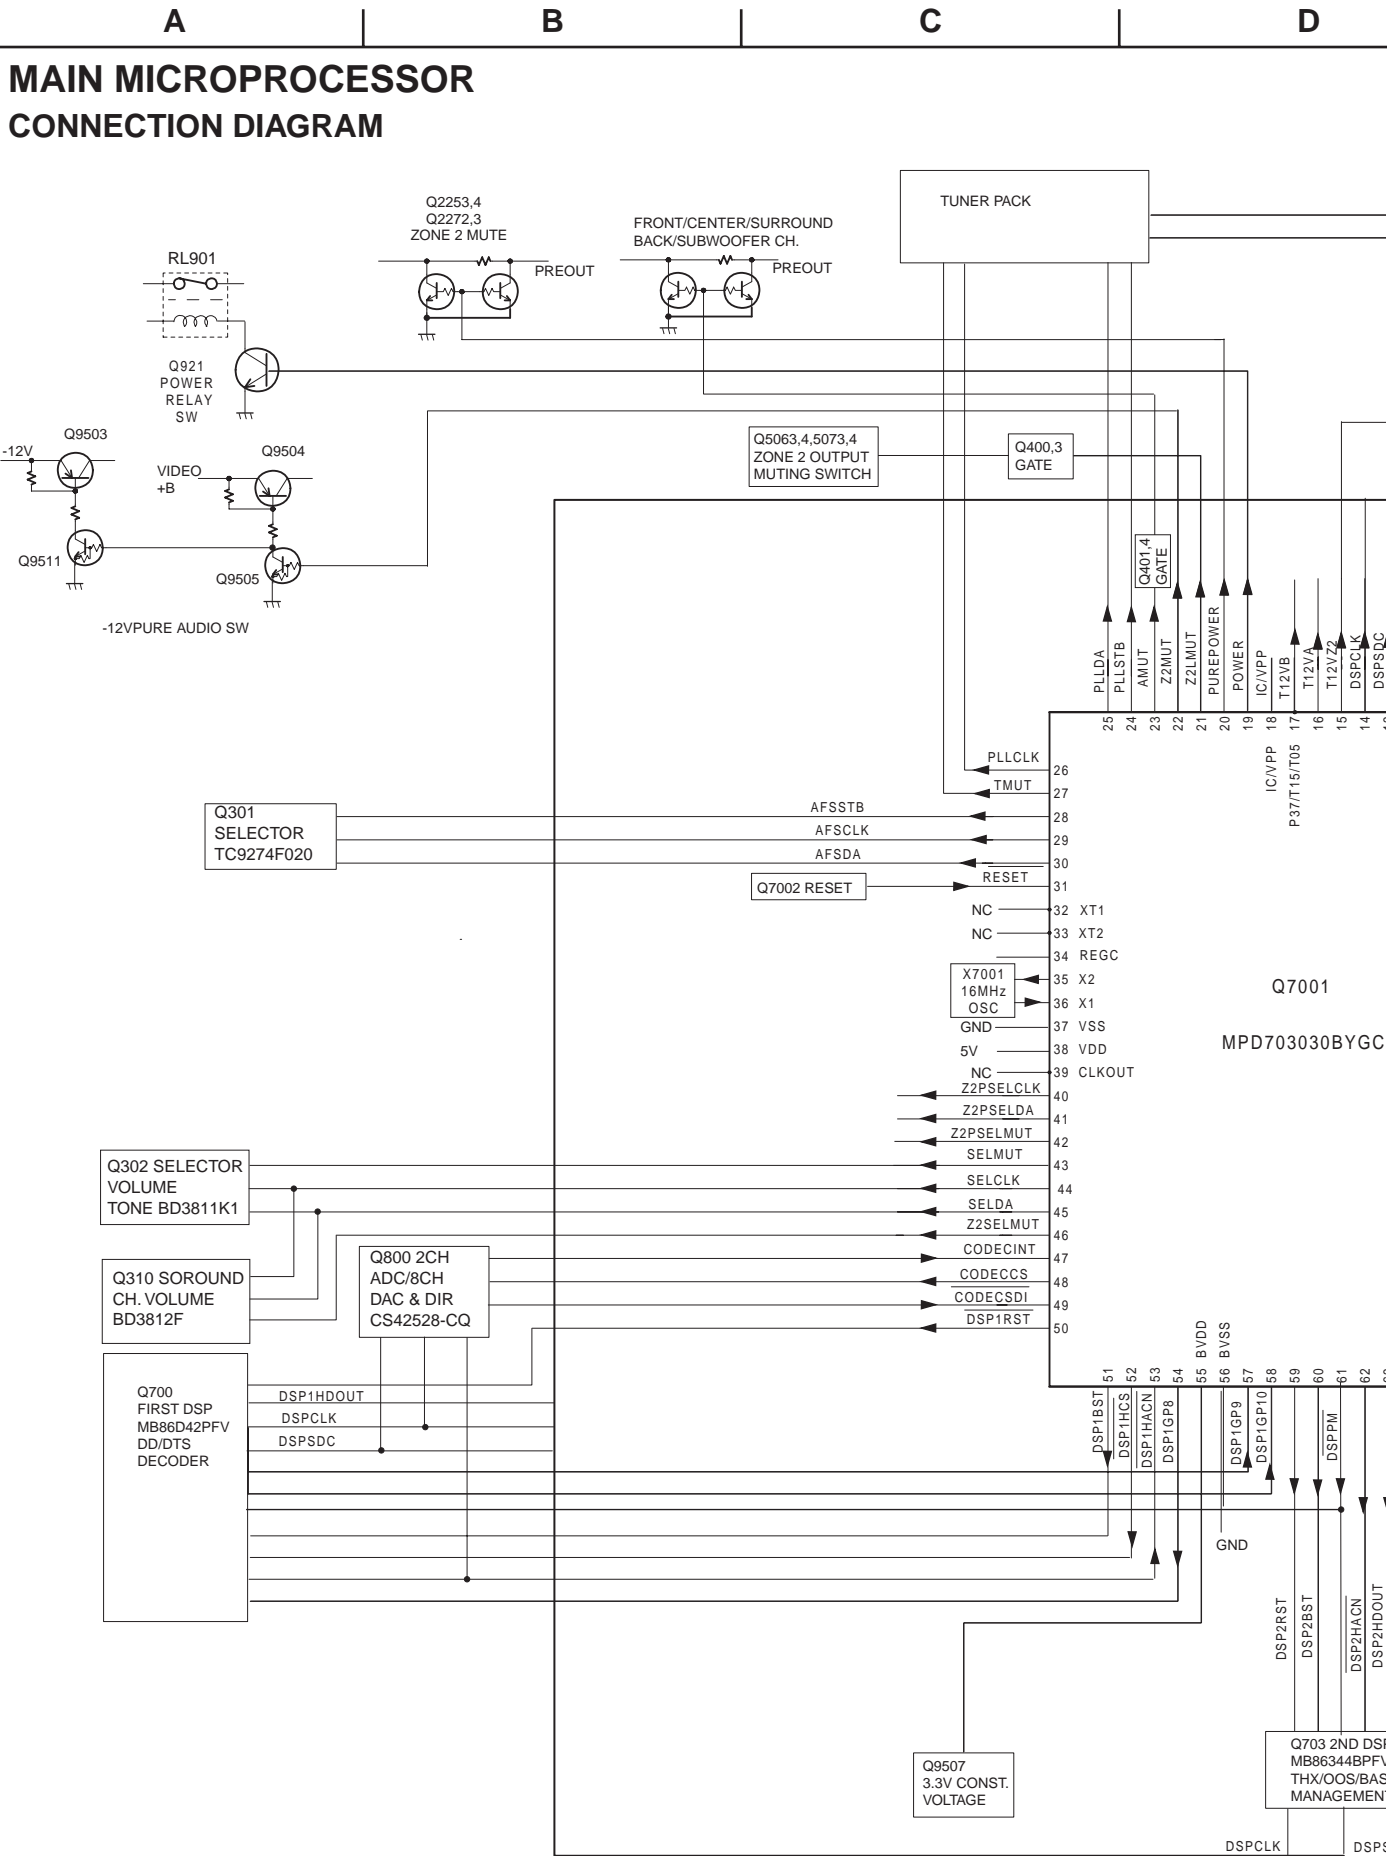 A
B
C
D
MAIN MICROPROCESSOR
CONNECTION DIAGRAM
TUNER PACK
Q2253,4
Q2272,3
ZONE 2 MUTE
PREOUT
FRONT/CENTER/SURROUND
BACK/SUBWOOFER CH.
PREOUT
RL901
Q921
POWER
RELAY
SW
Q9503
-12V
Q9504
VIDEO
+B
Q9511
Q9505
-12VPURE AUDIO SW
Q5063,4,5073,4
ZONE 2 OUTPUT
MUTING SWITCH
Q400,3
GATE
Q401,4
GATE
PLLDA
PLLSTB
AMUT
Z2MUT
Z2LMUT
PUREPOWER
POWER
IC/VPP
T12VB
T12VA
T12VZ2
DSPCLK
DSPSDC
25
24
23
22
21
20
19
18
17
16
15
14
IC/VPP
P37/T15/T05
PLLCLK
26
TMUT
27
AFSSTB
28
AFSCLK
29
AFSDA
30
RESET
31
Q301
SELECTOR
TC9274F020
Q7002 RESET
NC
32 XT1
NC
33 XT2
34 REGC
X7001
16MHz
OSC
35 X2
36 X1
GND
37 VSS
5V
38 VDD
NC
39 CLKOUT
Q7001
MPD703030BYGC
Z2PSELCLK
40
Z2PSELDA
41
Z2PSELMUT
42
SELMUT
43
SELCLK
44
SELDA
45
Z2SELMUT
46
CODECINT
47
CODECCS
48
CODECSDI
49
DSP1RST
50
Q302 SELECTOR
VOLUME
TONE BD3811K1
Q310 SOROUND
CH. VOLUME
BD3812F
Q800 2CH
ADC/8CH
DAC & DIR
CS42528-CQ
Q700
FIRST DSP
MB86D42PFV
DD/DTS
DECODER
DSP1HDOUT
DSPCLK
DSPSDC
BVDD
BVSS
51
52
53
54
55
56
57
58
59
60
61
62
DSP1BST
DSP1HCS
DSP1HACN
DSP1GP8
DSP1GP9
DSP1GP10
DSPPM
GND
DSP2RST
DSP2BST
DSP2HACN
DSP2HDOUT
Q9507
3.3V CONST.
VOLTAGE
Q703 2ND DSP
MB86344BPFV
THX/OOS/BAS
MANAGEMENT
DSPCLK
DSPS